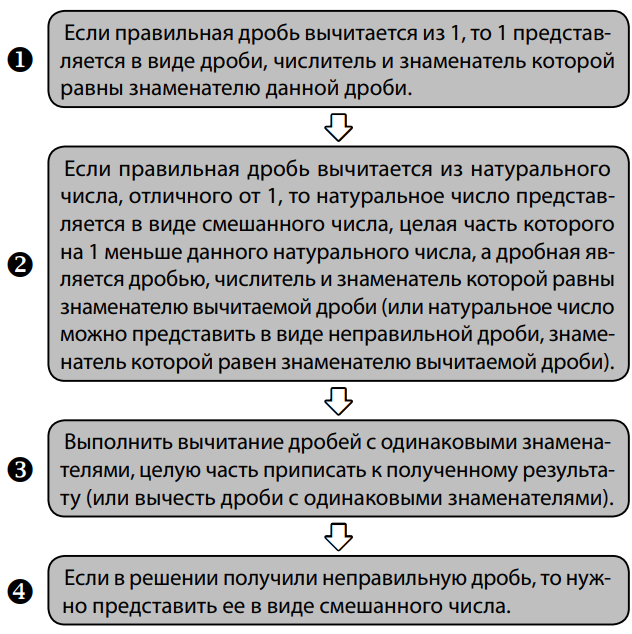 ❶ Если правильная дробь вычитается из 1, то 1 представ-
ляется в виде дроби, числитель и знаменатель которой
равны знаменателю данной дроби.
❷ Если правильная дробь вычитается из натурального
числа, отличного от 1, то натуральное число представ-
ляется в виде смешанного числа, целая часть которого
на 1 меньше данного натурального числа, а дробная яв-
ляется дробью, числитель и знаменатель которой равны
знаменателю вычитаемой дроби (или натуральное число
можно представить в виде неправильной дроби, знаме-
натель которой равен знаменателю вычитаемой дроби).
❸ Выполнить вычитание дробей с одинаковыми знамена-
телями, целую часть приписать к полученному результа-
ту (или вычесть дроби с одинаковыми знаменателями).
❹ Если в решении получили неправильную дробь, то нуж-
но представить ее в виде смешанного числа.